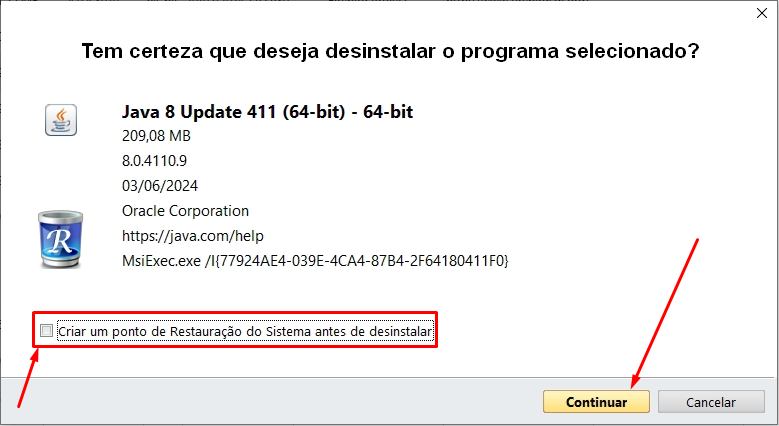 Tem certeza que deseja desinstalar o programa selecionado?
Java 8 Update 411 (64-bit) - 64-bit
209,08 MB
8.0.4110.9
03/06/2024
Oracle Corporation
https://java.com/help
MsiExec.exe /I{77924AE4-039E-4CA4-87B4-2F64180411F0}
R
Criar um ponto de Restauração do Sistema antes de desinstalar
Continuar
Cancelar